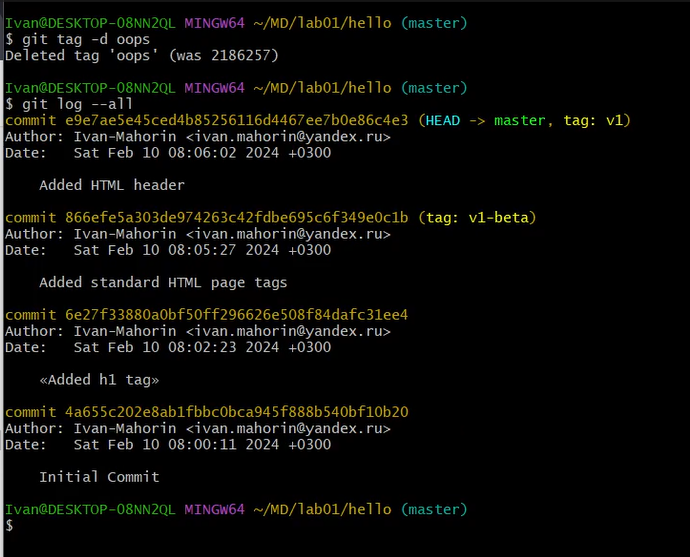 Ivan@DESKTOP-08NN2QL MINGW64 ~/MD/lab01/hello (master)
$ git tag -d oops
Deleted tag 'oops' (was 2186257)
Ivan@DESKTOP-08NN2QL MINGW64 ~/MD/lab01/hello (master)
$ git log --all
commit e9e7ae5e45ced4b85256116d4467ee7b0e86c4e3 (HEAD -> master, tag: v1)
Author: Ivan-Mahorin <ivan.mahorin@yandex.ru>
Date:   Sat Feb 10 08:06:02 2024 +0300
Added HTML header
commit 866efe5a303de974263c42fdbe695c6f349e0c1b (tag: v1-beta)
Author: Ivan-Mahorin <ivan.mahorin@yandex.ru>
Date:   Sat Feb 10 08:05:27 2024 +0300
Added standard HTML page tags
commit 6e27f33880a0bf50ff296626e508f84dafc31ee4
Author: Ivan-Mahorin <ivan.mahorin@yandex.ru>
Date:   Sat Feb 10 08:02:23 2024 +0300
«Added h1 tag»
commit 4a655c202e8ab1fbbc0bca945f888b540bf10b20
Author: Ivan-Mahorin <ivan.mahorin@yandex.ru>
Date:   Sat Feb 10 08:00:11 2024 +0300
Initial Commit
Ivan@DESKTOP-08NN2QL MINGW64 ~/MD/lab01/hello (master)
$